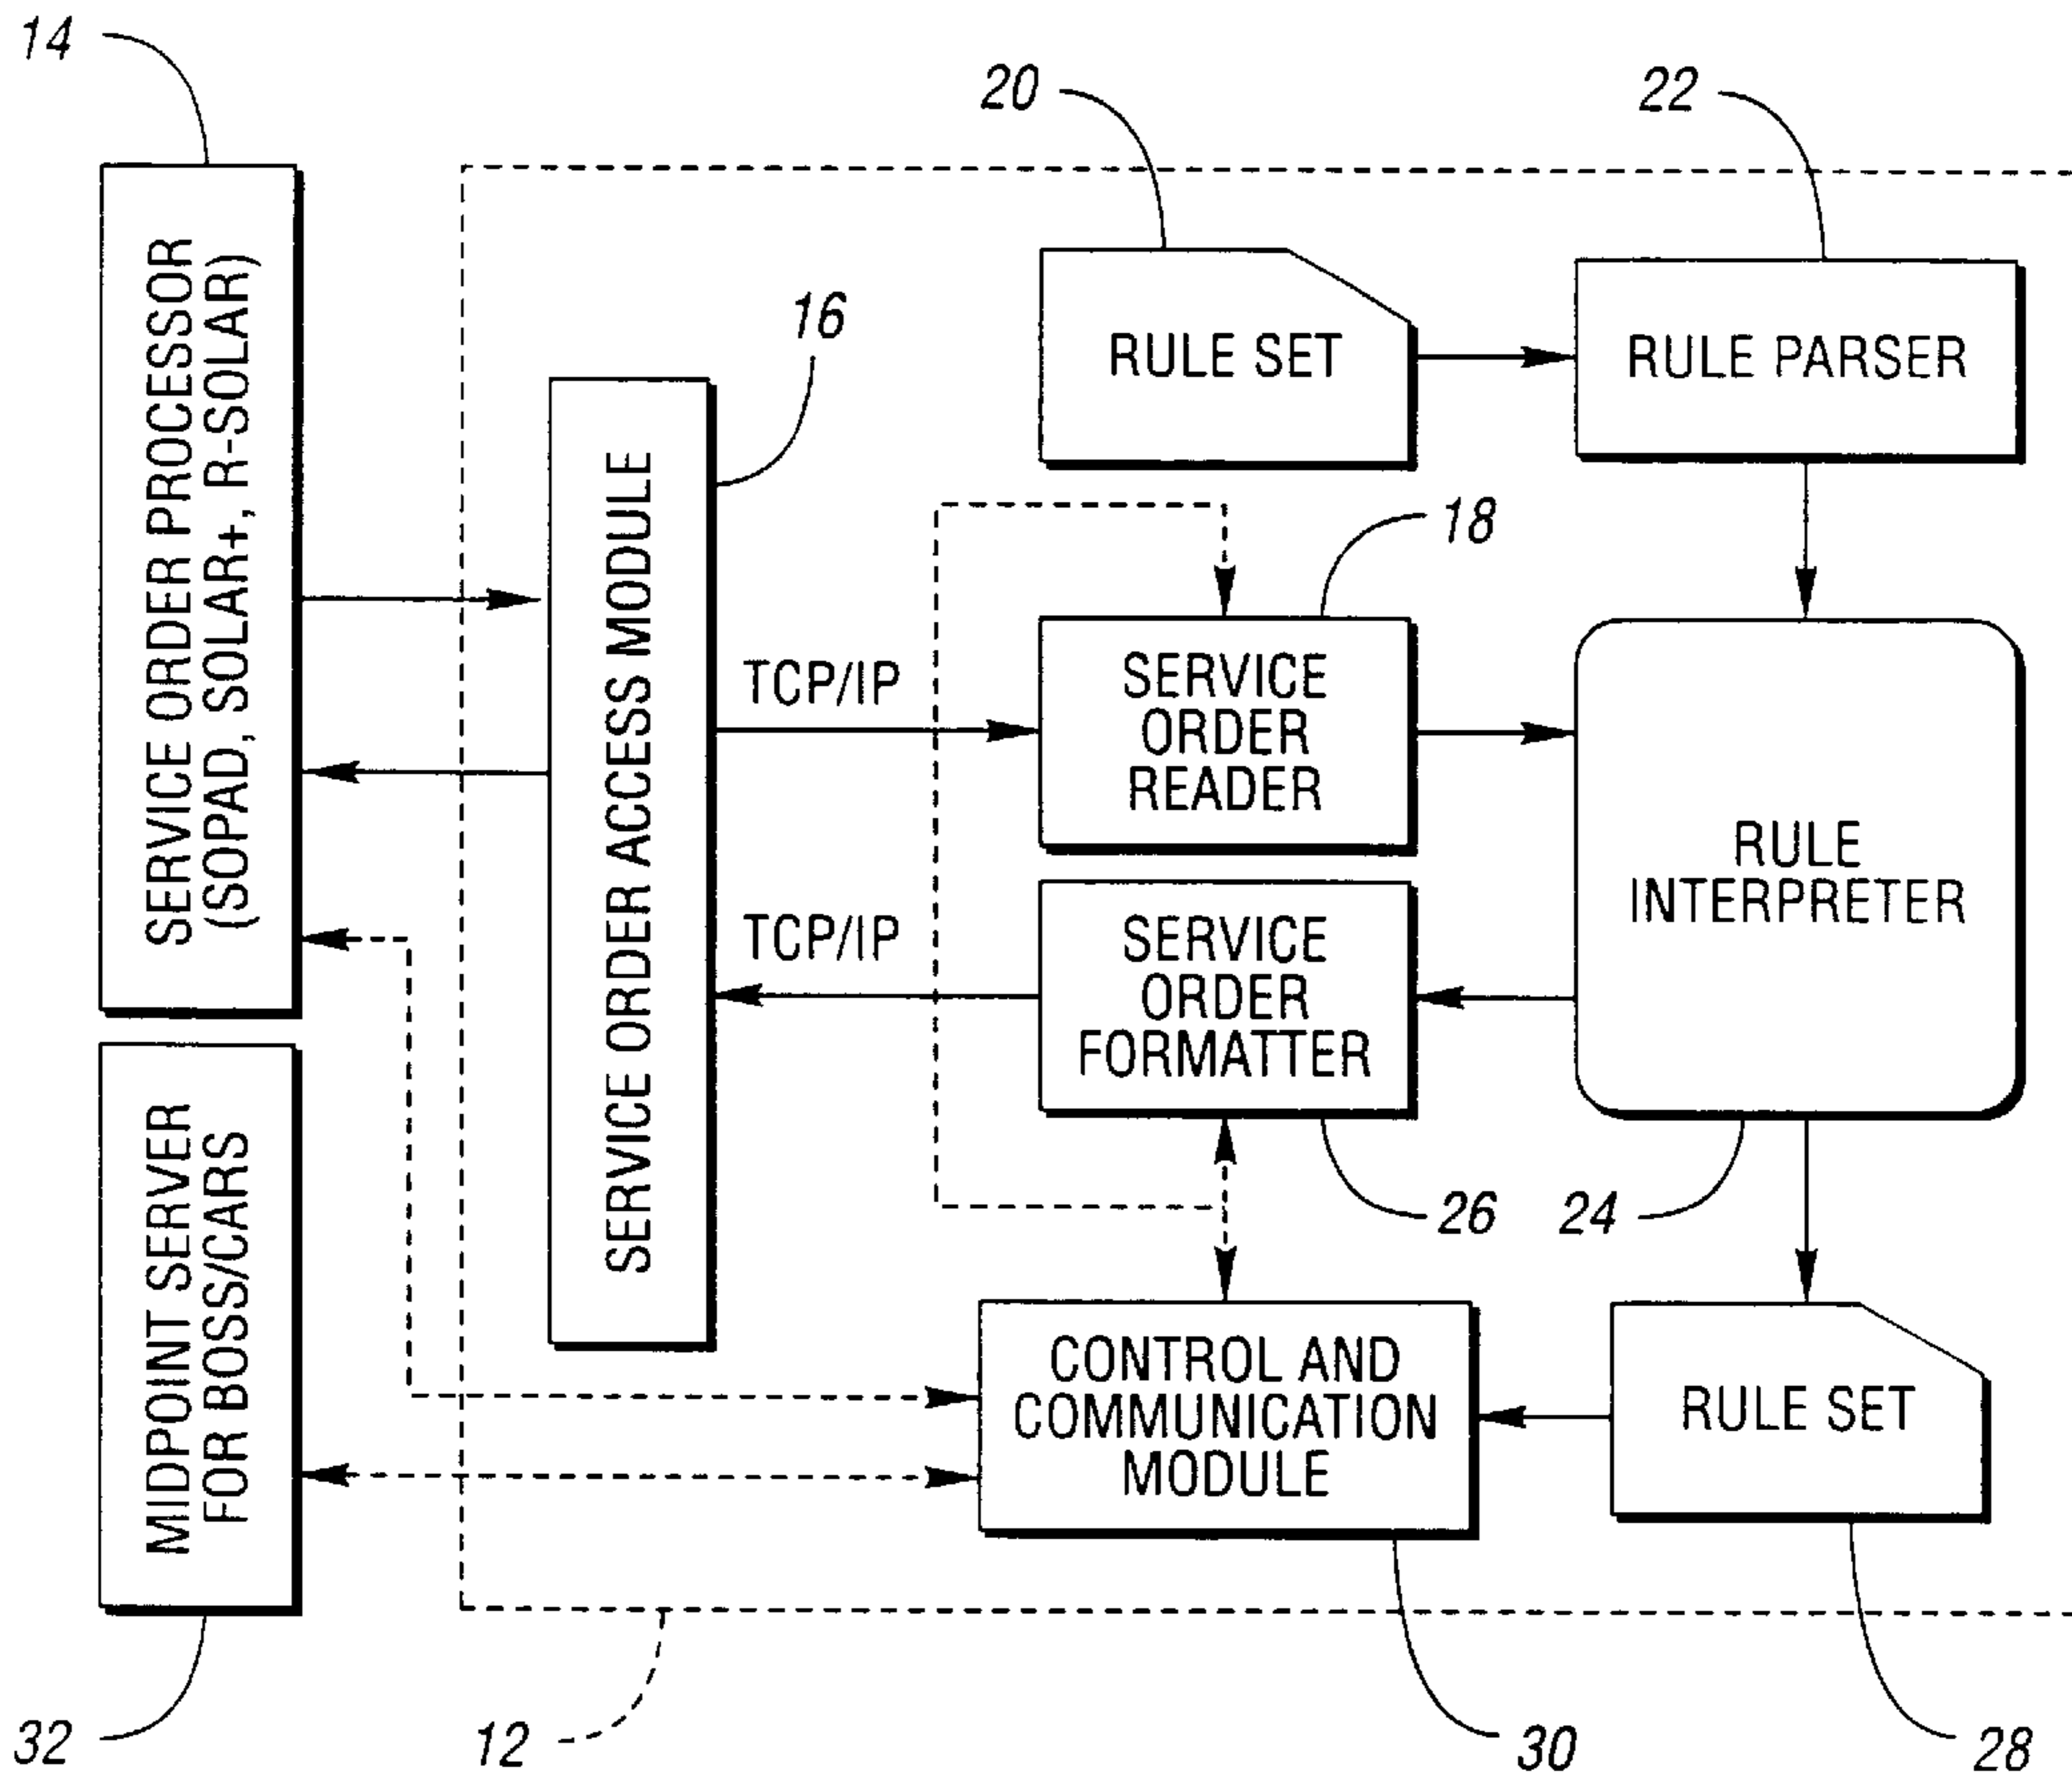 14
20
22
SERVICE ORDER PROCESSOR
(SOPAD, SOLAR+, R-SOLAR)
16
RULE SET
RULE PARSER
SERVICE ORDER ACCESS MODULE
18
TCP/IP
SERVICE
ORDER
READER
RULE
INTERPRETER
TCP/IP
SERVICE
ORDER
FORMATTER
MIDPOINT SERVER
FOR BOSS/CARS
26
24
CONTROL AND
COMMUNICATION
MODULE
RULE SET
32
12
30
28